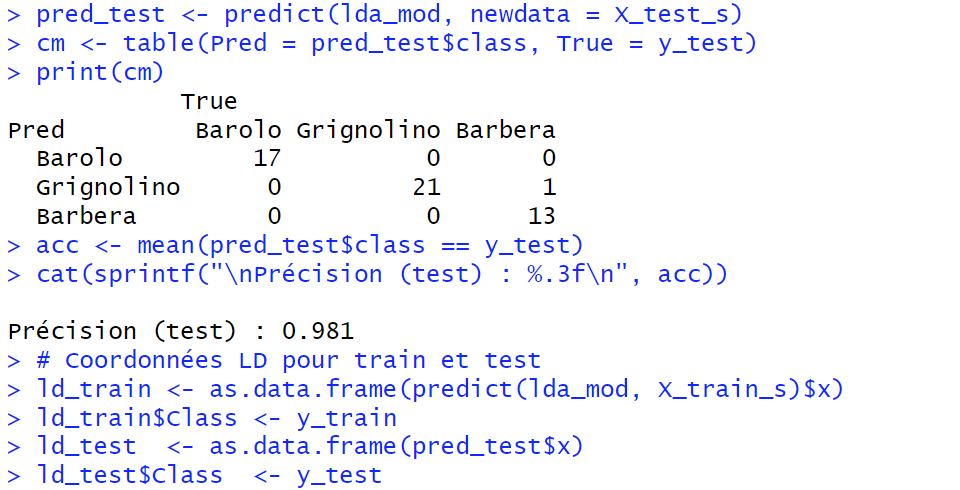 > pred_test <- predict(lda_mod, newdata = X_test_s)
> cm <- table(Pred = pred_test$class, True = y_test)
> print(cm)
            True
Pred         Barolo Grignolino Barbera
  Barolo         17          0       0
  Grignolino      0         21       1
  Barbera         0          0      13
> acc <- mean(pred_test$class == y_test)
> cat(sprintf("\nPrécision (test) : %.3f\n", acc))

Précision (test) : 0.981
> # Coordonnées LD pour train et test
> ld_train <- as.data.frame(predict(lda_mod, X_train_s)$x)
> ld_train$Class <- y_train
> ld_test  <- as.data.frame(pred_test$x)
> ld_test$Class  <- y_test